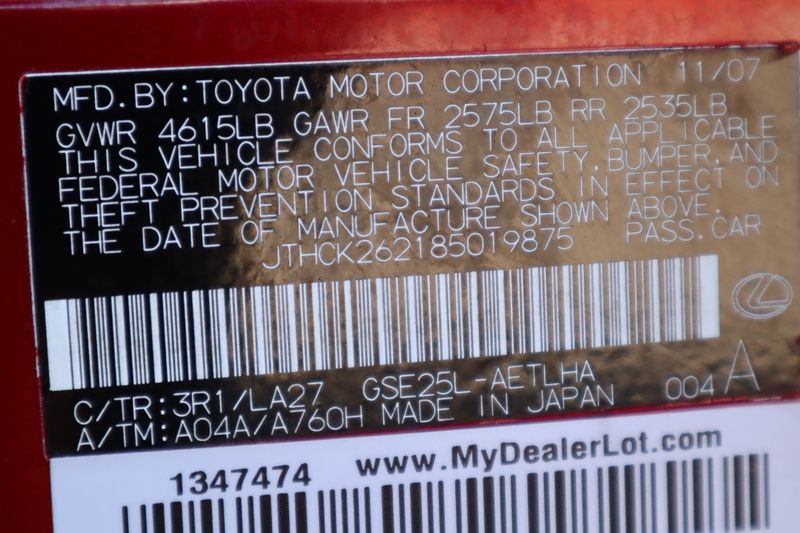 MFD. BY: TOYOTA MOTOR CORPORATION 11/07
GVWR 4615LB GAWR FR 2575LB RR 2535LB
THIS VEHICLE CONFORMS TO ALL APPLICABLE
FEDERAL MOTOR VEHICLE SAFETY, BUMPER, AND
THEFT PREVENTION STANDARDS IN EFFECT ON
THE DATE OF MANUFACTURE SHOWN ABOVE.
JTHCK262185019875 PASS. CAR
C/TR: 3R1/LA27 GSE25L-AETLHA 004 A
A/TM: A04A/A760H MADE IN JAPAN
1347474 www.MyDealerLot.com